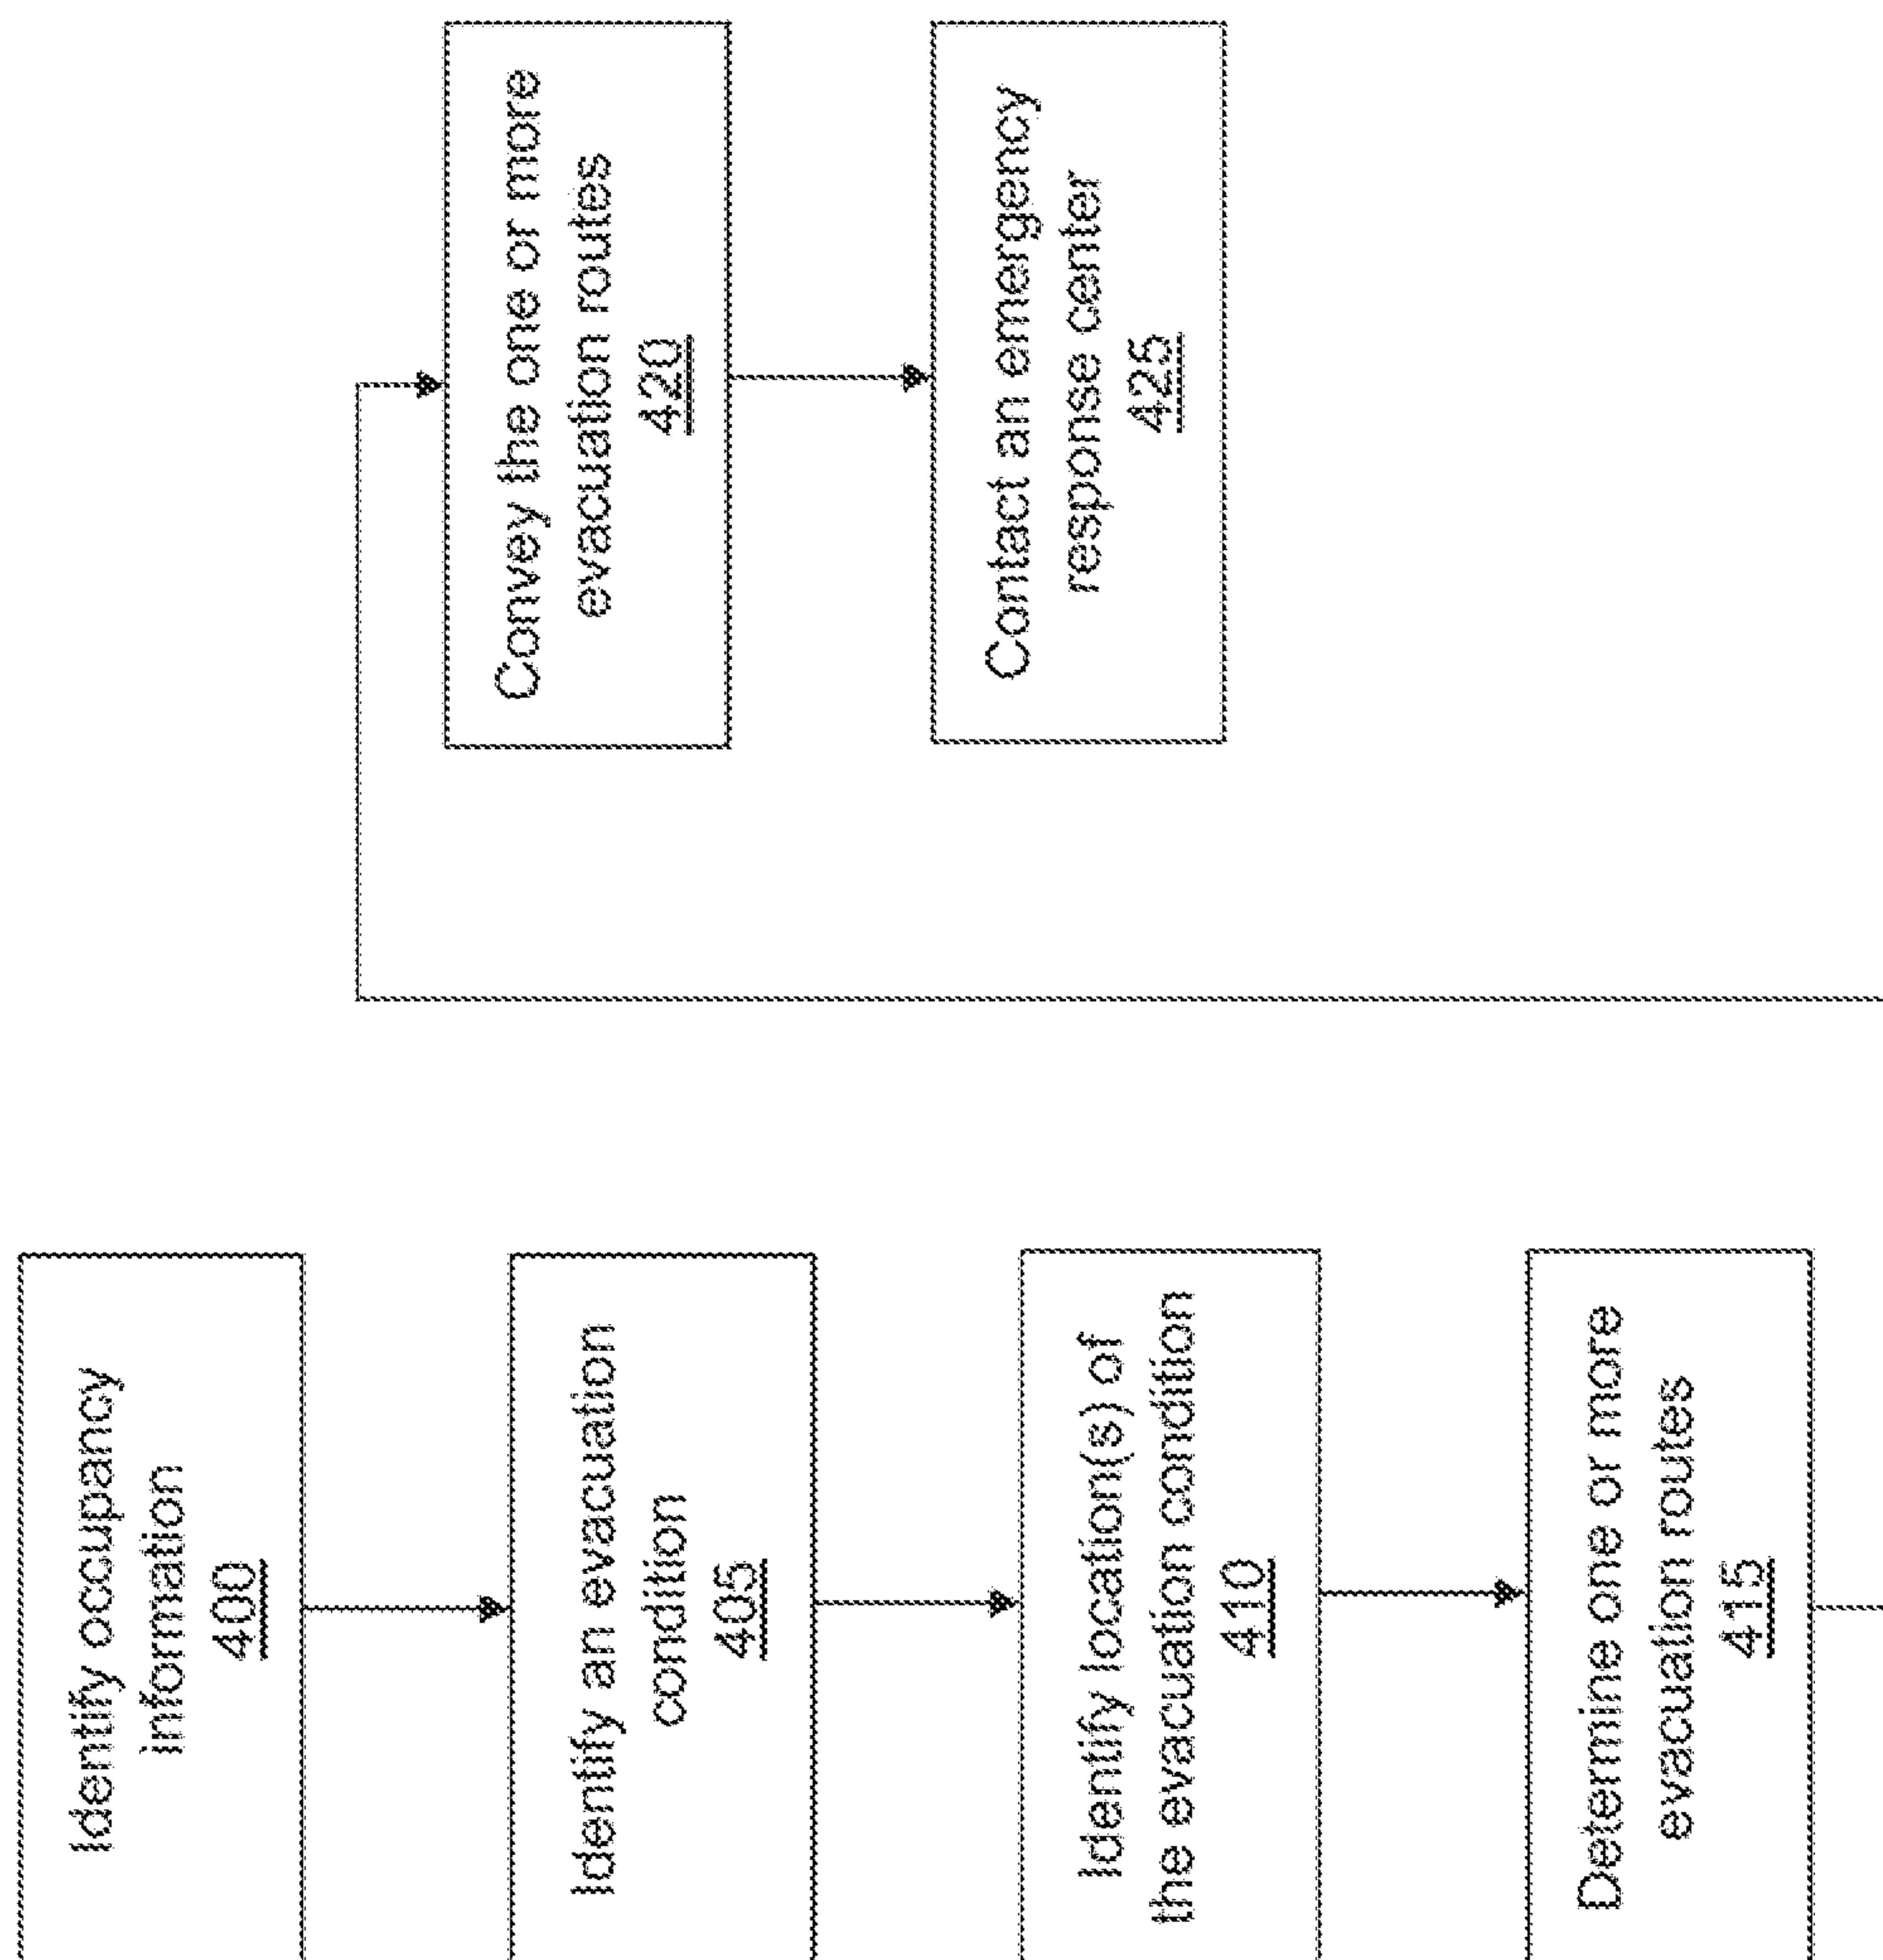 Identify occupancy
information
400
Identify an evacuation
condition
405
Identify location(s) of
the evacuation condition
410
Determine one or more
evacuation routes
415
Convey the one or more
evacuation routes
420
Contact an emergency
response center
425